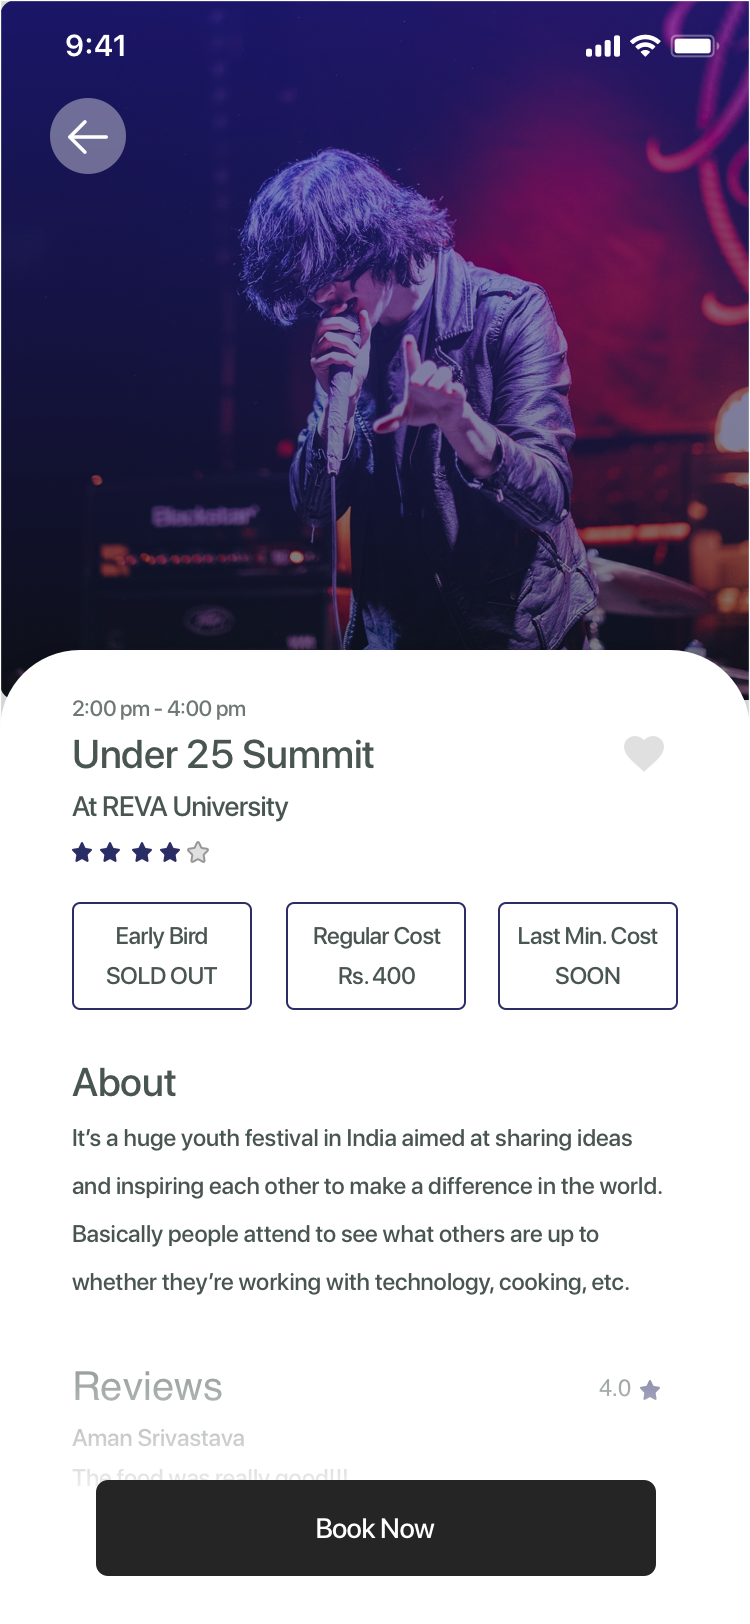 9:41
Blackstar
2:00 pm - 4:00 pm
Under 25 Summit
At REVA University
Early Bird
SOLD OUT
Regular Cost
Rs. 400
Last Min. Cost
SOON
About
It’s a huge youth festival in India aimed at sharing ideas
and inspiring each other to make a difference in the world.
Basically people attend to see what others are up to
whether they’re working with technology, cooking, etc.
Reviews
4.0
Aman Srivastava
The food was really good!!!
Book Now